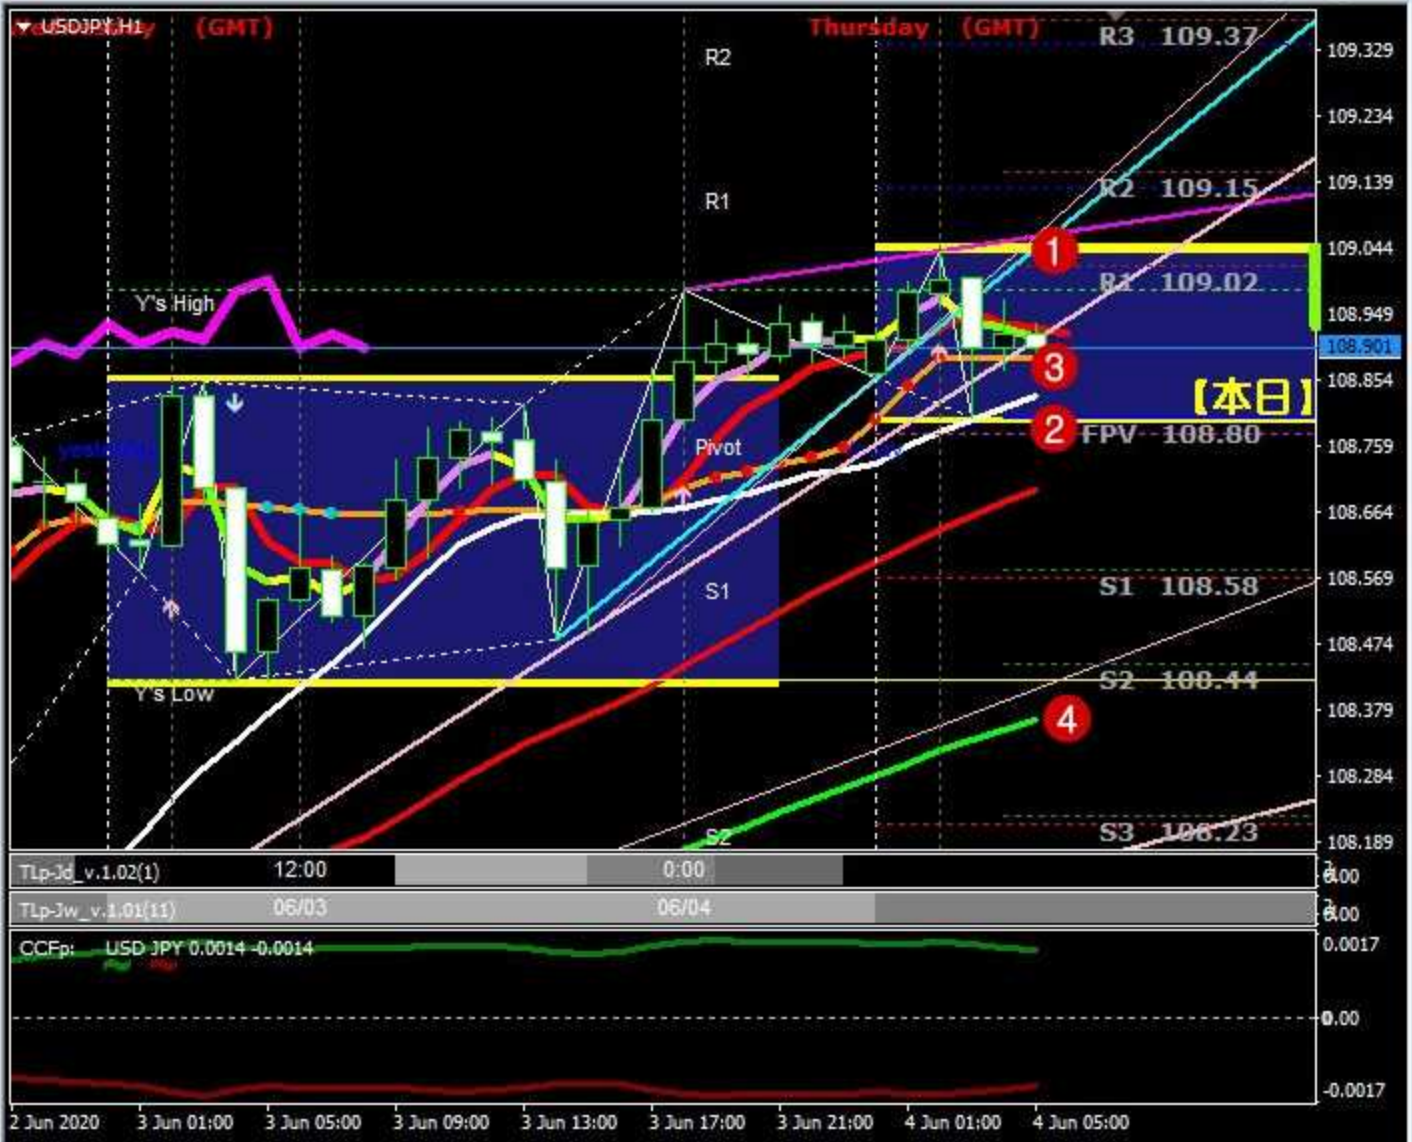 USDJPY,H1
(GMT)
Thursday (GMT)
R3 109.37
R2
R2 109.15
R1
R1 109.02
Y's High
【本日】
FPV 108.80
Pivot
S1 108.58
S1
S2 108.44
Y's Low
S2
S3 108.23
1
3
2
4
109.329
109.234
109.139
109.044
108.949
108.901
108.854
108.759
108.664
108.569
108.474
108.379
108.284
108.189
TLp-Jd_v.1.02(1) 12:00 0:00
TLp-Jw_v.1.01(11) 06/03 06/04
CCFp: USD JPY 0.0014 -0.0014
0.0017
0.00
-0.0017
2 Jun 2020 3 Jun 01:00 3 Jun 05:00 3 Jun 09:00 3 Jun 13:00 3 Jun 17:00 3 Jun 21:00 4 Jun 01:00 4 Jun 05:00